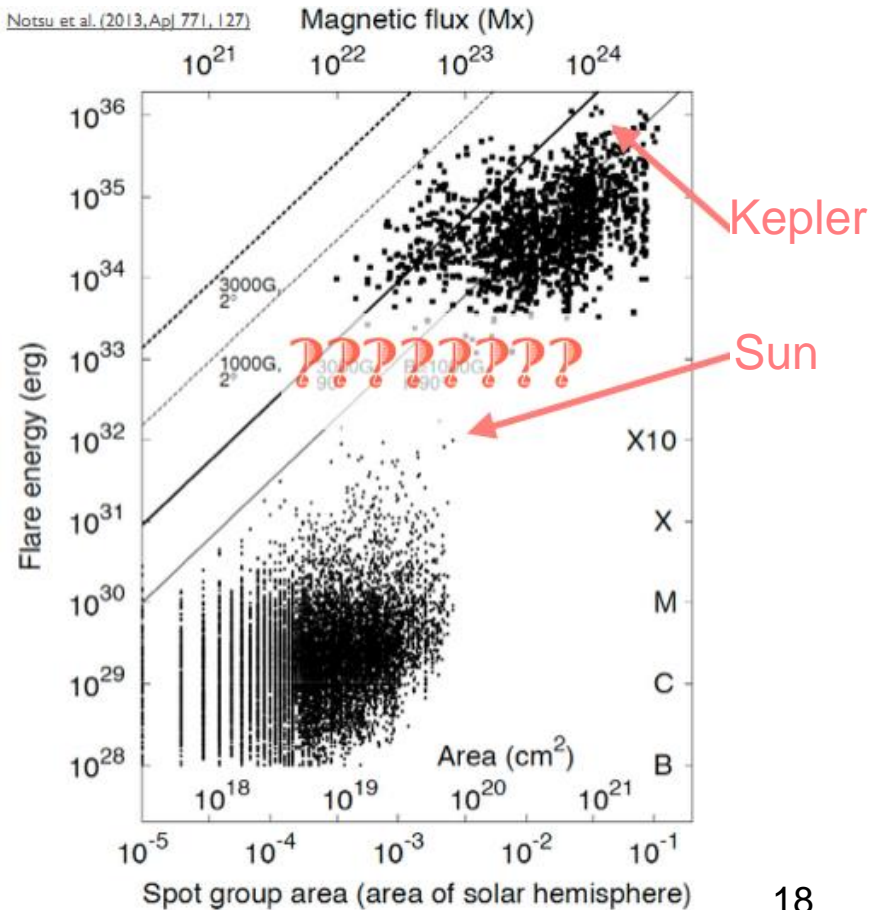 Notsu et al. (2013, ApJ 771, 127)
Magnetic flux (Mx)
10^21 10^22 10^23 10^24
10^36
10^35
10^34
10^33
10^32
10^31
10^30
10^29
10^28
Flare energy (erg)
3000G,
2°
1000G,
2°
????????
Kepler
Sun
X10
X
M
C
B
Area (cm^2)
10^18 10^19 10^20 10^21
10^-5 10^-4 10^-3 10^-2 10^-1
Spot group area (area of solar hemisphere)
18